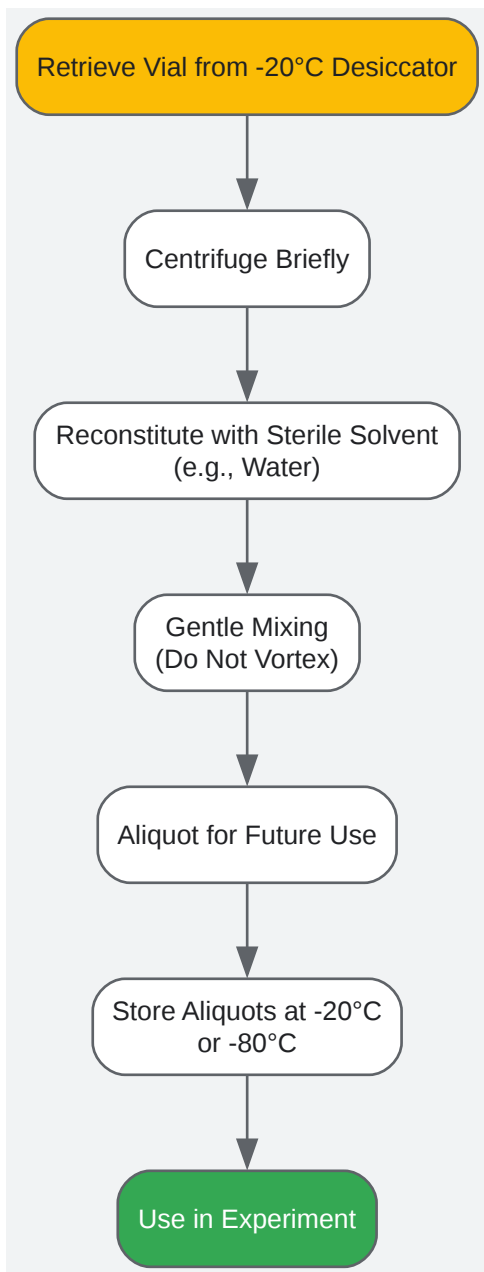 Retrieve Vial from -20°C Desiccator
Centrifuge Briefly
Reconstitute with Sterile Solvent
(e.g., Water)
Gentle Mixing
(Do Not Vortex)
Aliquot for Future Use
Store Aliquots at -20°C
or -80°C
Use in Experiment